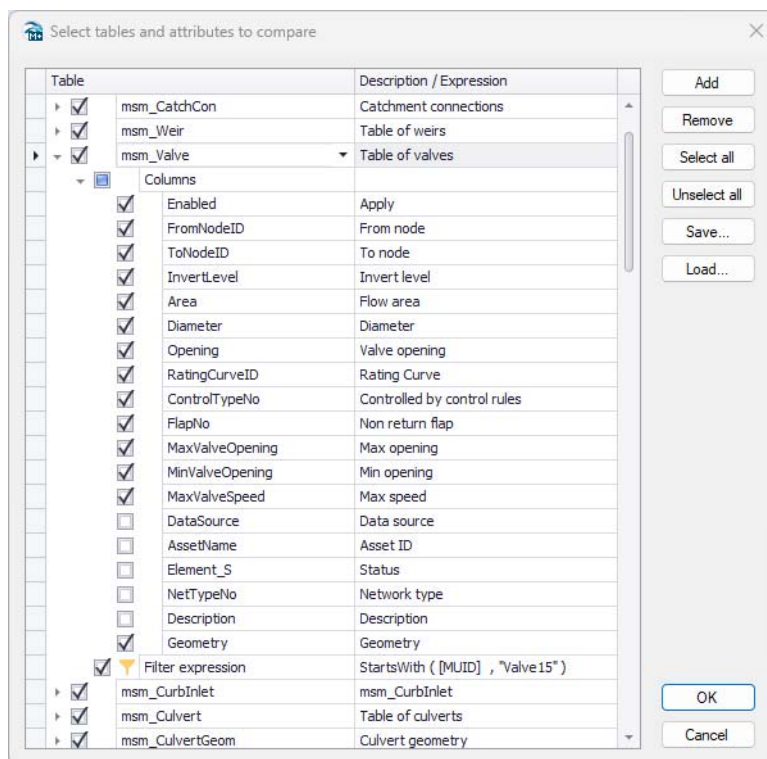 M+ Select tables and attributes to compare
Table Description / Expression Add
msm_CatchCon Catchment connections
msm_Weir Table of weirs Remove
msm_Valve Table of valves Select all
Columns
Enabled Apply Unselect all
FromNodeID From node
ToNodeID To node Save...
InvertLevel Invert level Load...
Area Flow area
Diameter Diameter
Opening Valve opening
RatingCurveID Rating Curve
ControlTypeNo Controlled by control rules
FlapNo Non return flap
MaxValveOpening Max opening
MinValveOpening Min opening
MaxValveSpeed Max speed
DataSource Data source
AssetName Asset ID
Element_S Status
NetTypeNo Network type
Description Description
Geometry Geometry
Filter expression StartsWith ( [MUID] , "Valve15" )
msm_CurbInlet msm_CurbInlet OK
msm_Culvert Table of culverts
msm_CulvertGeom Culvert geometry Cancel